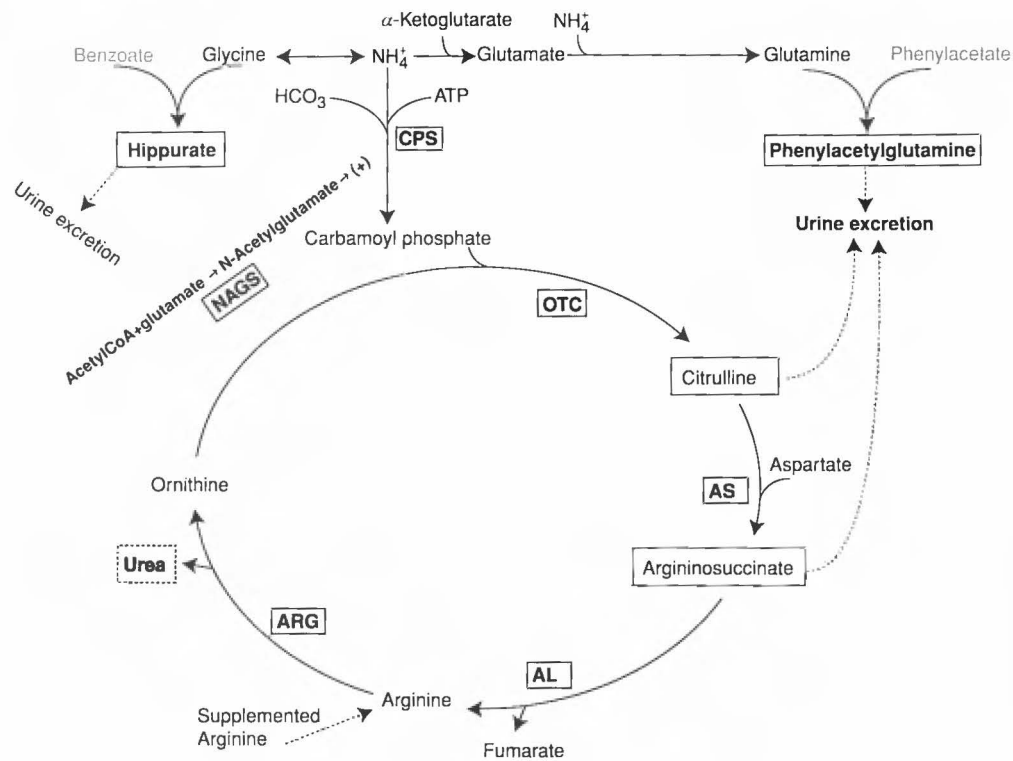 α-Ketoglutarate NH₄⁺
Benzoate Glycine NH₄⁺ Glutamate Glutamine Phenylacetate
HCO₃ ATP
CPS
Hippurate Phenylacetylglutamine
Urine excretion
Urine excretion
AcetylCoA+glutamate → N-Acetylglutamate → (+)
NAGS
Carbamoyl phosphate
OTC
Citrulline
Aspartate
AS
Ornithine
Urea
Argininosuccinate
ARG
AL
Arginine
Supplemented
Arginine
Fumarate